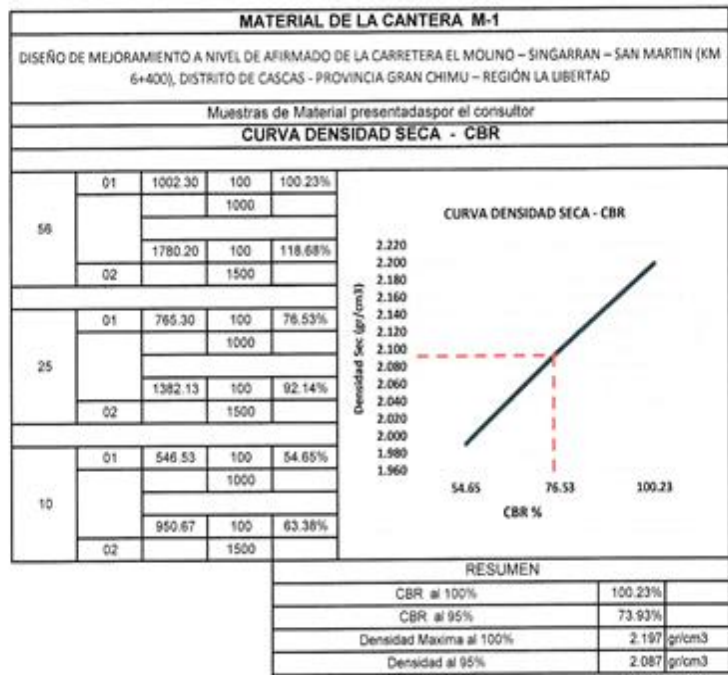 MATERIAL DE LA CANTERA M-1
DISEÑO DE MEJORAMIENTO A NIVEL DE AFIRMADO DE LA CARRETERA EL MOLINO – SINGARRAN – SAN MARTIN (KM
6+400), DISTRITO DE CASCAS - PROVINCIA GRAN CHIMU – REGIÓN LA LIBERTAD
Muestras de Material presentadaspor el consultor
CURVA DENSIDAD SECA - CBR
56
01 1002.30 100 100.23%
1000
1780.20 100 118.68%
02 1500
25
01 765.30 100 76.53%
1000
1382.13 100 92.14%
02 1500
10
01 546.53 100 54.65%
1000
950.67 100 63.38%
02 1500
CURVA DENSIDAD SECA - CBR
Densidad Sec (gr/cm3)
2.220
2.200
2.180
2.160
2.140
2.120
2.100
2.080
2.060
2.040
2.020
2.000
1.980
1.960
54.65 76.53 100.23
CBR %
RESUMEN
CBR al 100% 100.23%
CBR al 95% 73.93%
Densidad Maxima al 100% 2.197 gr/cm3
Densidad al 95% 2.087 gr/cm3